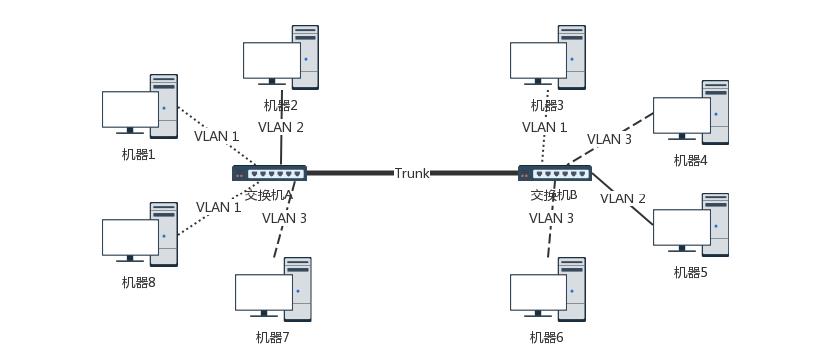 机器2
机器3
VLAN 1
VLAN 2
VLAN 1
VLAN 3
机器1
机器4
Trunk
交换机A
交换机B
VLAN 1
VLAN 3
VLAN 3
VLAN 2
机器8
机器5
机器7
机器6